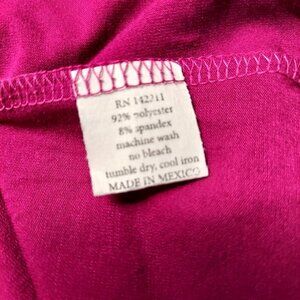 RN 142211
92% polyester
8% spandex
machine wash
no bleach
tumble dry, cool iron
MADE IN MEXICO